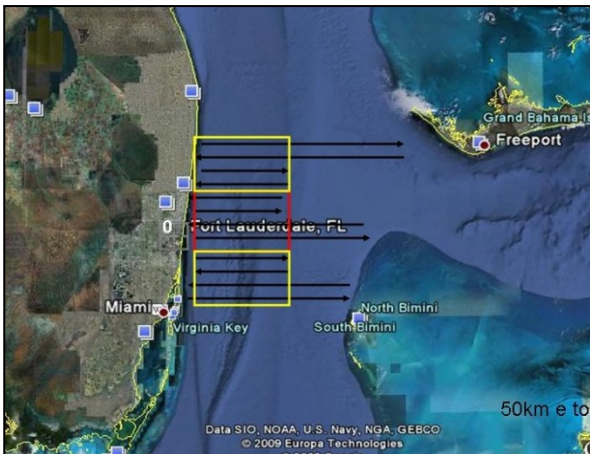 Grand Bahama Is
Freeport
0
Fort Lauderdale, FL
Miami
Virginia Key
North Bimini
South Bimini
50km e to
Data SIO, NOAA, U.S. Navy, NGA, GEBCO
© 2009 Europa Technologies